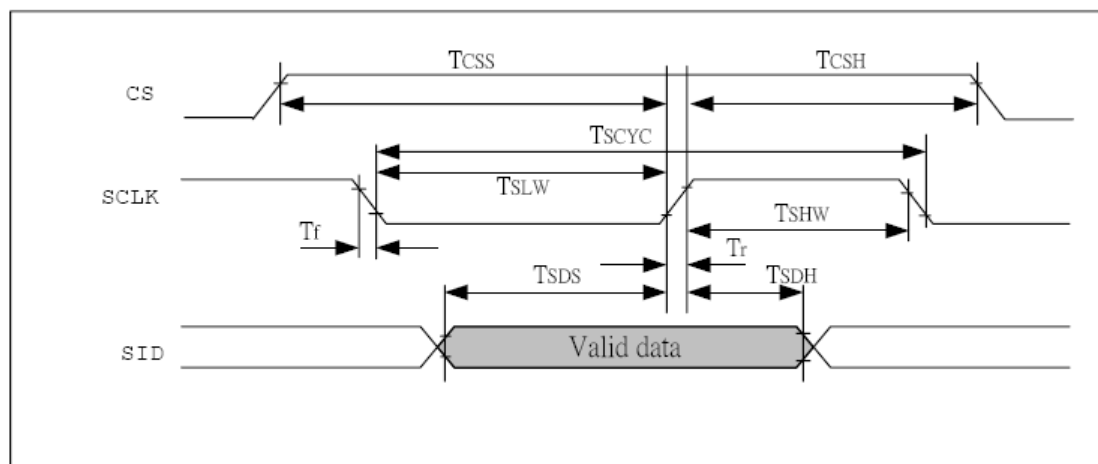 TCSS
TCSH
CS
TSCYC
TSLW
SCLK
TSHW
Tf
Tr
TSDS
TSDH
SID
Valid data